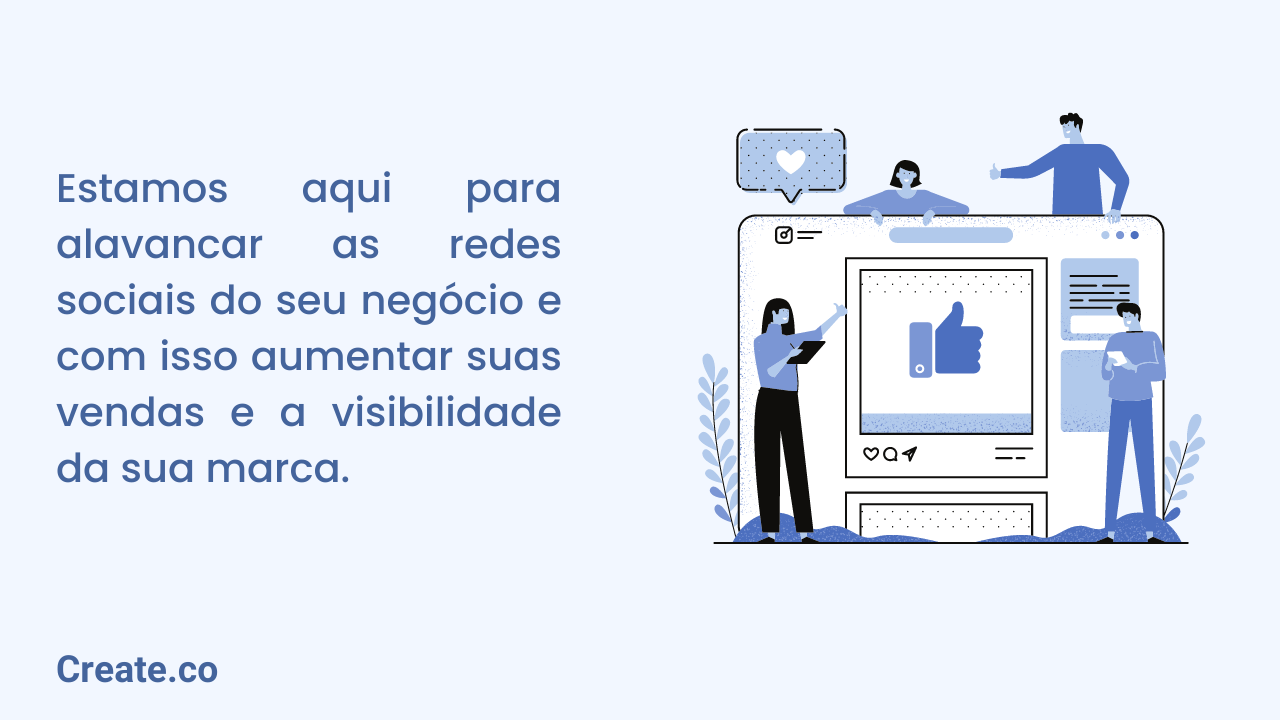 Estamos aqui para
alavancar as redes
sociais do seu negócio e
com isso aumentar suas
vendas e a visibilidade
da sua marca.
Create.co